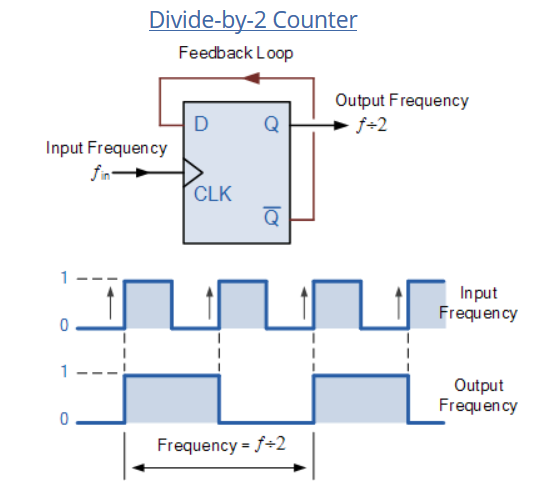 Divide-by-2 Counter
Feedback Loop
Output Frequency
D
Q
f÷2
Input Frequency
fin
CLK
Q̅
1
Input
0
Frequency
1
Output
Frequency
0
Frequency = f÷2